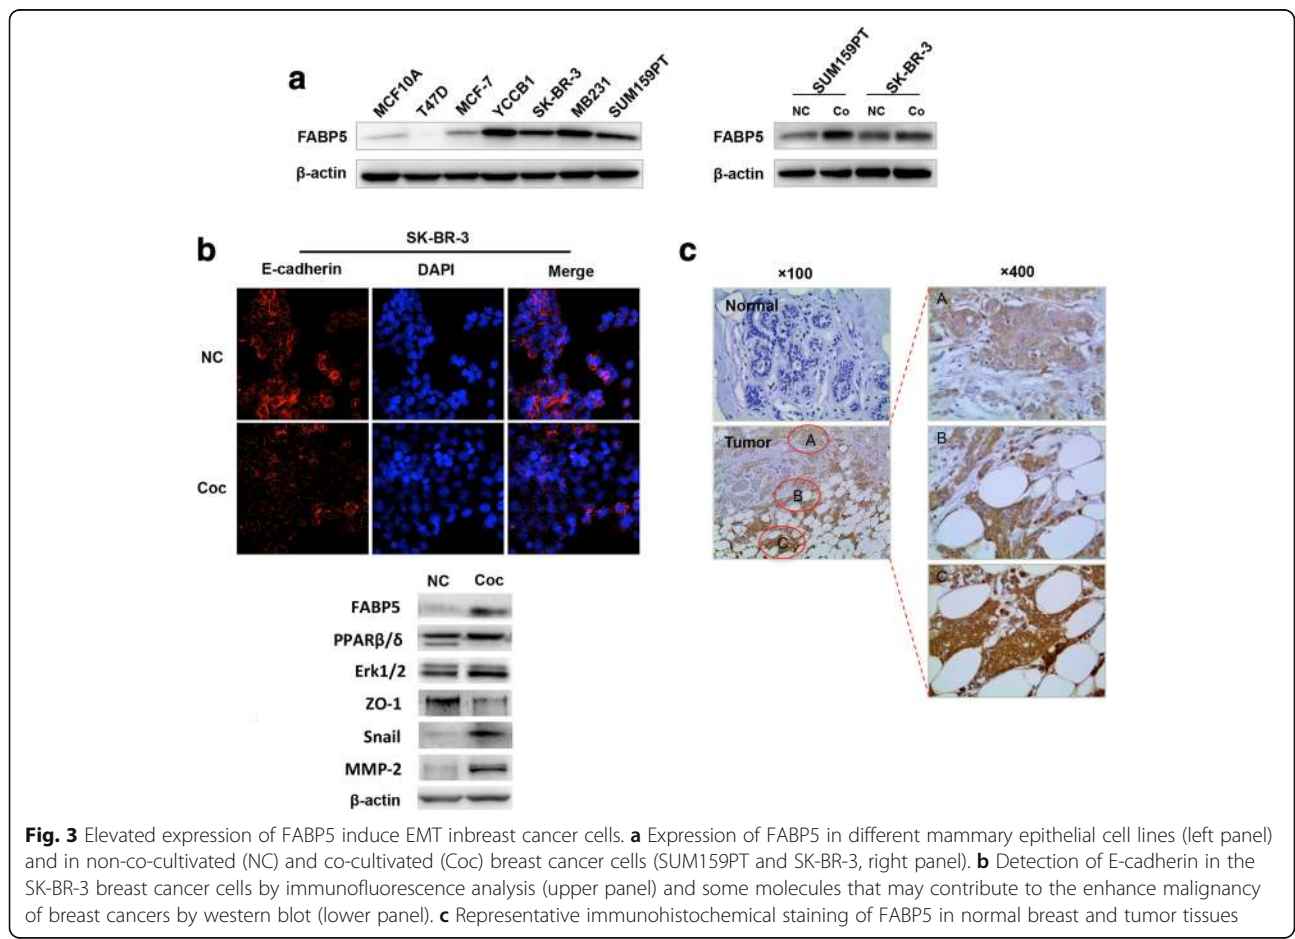 a
MCF10A T47D MCF-7 YCCB1 SK-BR-3 MB231 SUM159PT
FABP5
β-actin
SUM159PT SK-BR-3
NC Co NC Co
FABP5
β-actin
b
SK-BR-3
E-cadherin DAPI Merge
NC
Coc
NC Coc
FABP5
PPARβ/δ
Erk1/2
ZO-1
Snail
MMP-2
β-actin
c
×100 ×400
Normal
Tumor
A
B
C
A
B
C
Fig. 3 Elevated expression of FABP5 induce EMT inbreast cancer cells. a Expression of FABP5 in different mammary epithelial cell lines (left panel)
and in non-co-cultivated (NC) and co-cultivated (Coc) breast cancer cells (SUM159PT and SK-BR-3, right panel). b Detection of E-cadherin in the
SK-BR-3 breast cancer cells by immunofluorescence analysis (upper panel) and some molecules that may contribute to the enhance malignancy
of breast cancers by western blot (lower panel). c Representative immunohistochemical staining of FABP5 in normal breast and tumor tissues